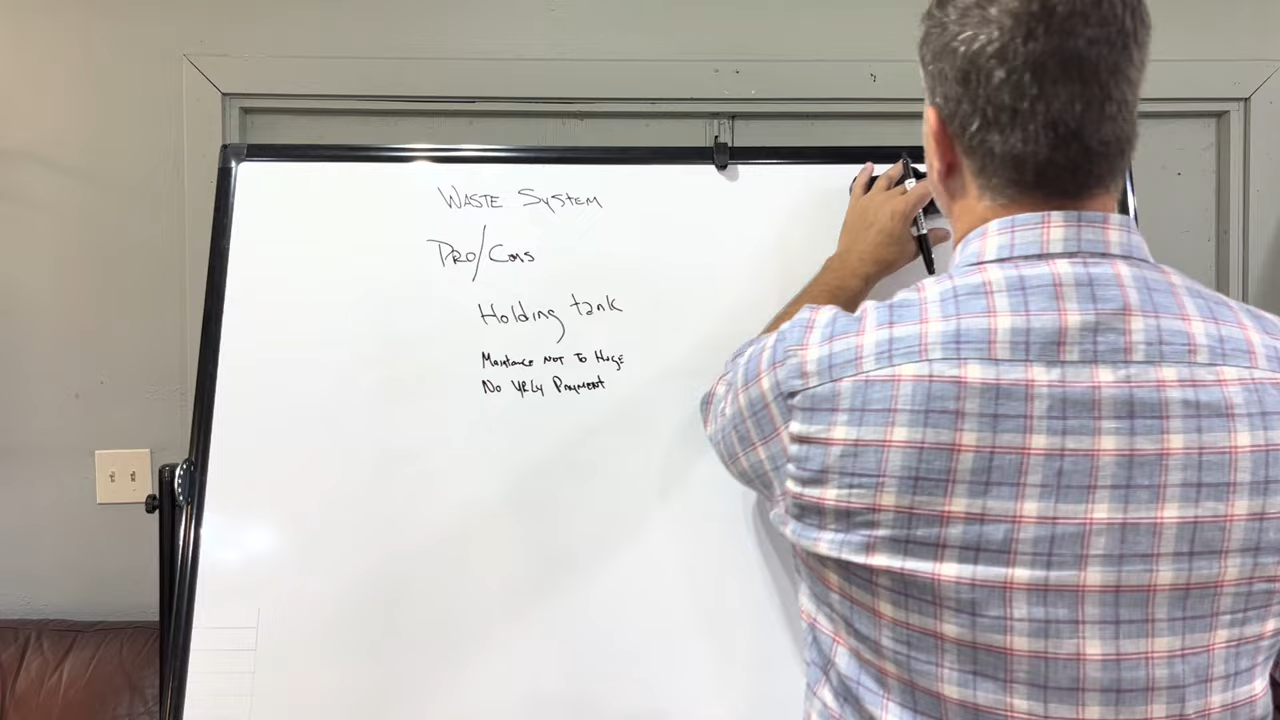 WASTE SYSTEM
PRO/CONS
Holding tank
Maintance NOT To Huge
No YRLY PAYMENT